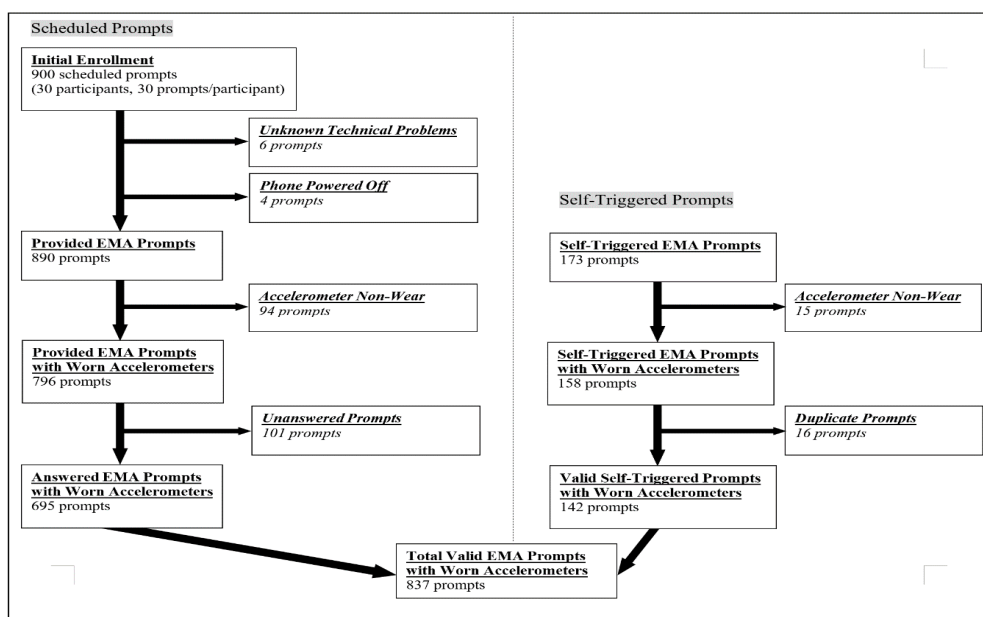 Scheduled Prompts
Initial Enrollment
900 scheduled prompts
(30 participants, 30 prompts/participant)
Unknown Technical Problems
6 prompts
Phone Powered Off
4 prompts
Provided EMA Prompts
890 prompts
Accelerometer Non-Wear
94 prompts
Provided EMA Prompts
with Worn Accelerometers
796 prompts
Unanswered Prompts
101 prompts
Answered EMA Prompts
with Worn Accelerometers
695 prompts
Self-Triggered Prompts
Self-Triggered EMA Prompts
173 prompts
Accelerometer Non-Wear
15 prompts
Self-Triggered EMA Prompts
with Worn Accelerometers
158 prompts
Duplicate Prompts
16 prompts
Valid Self-Triggered Prompts
with Worn Accelerometers
142 prompts
Total Valid EMA Prompts
with Worn Accelerometers
837 prompts